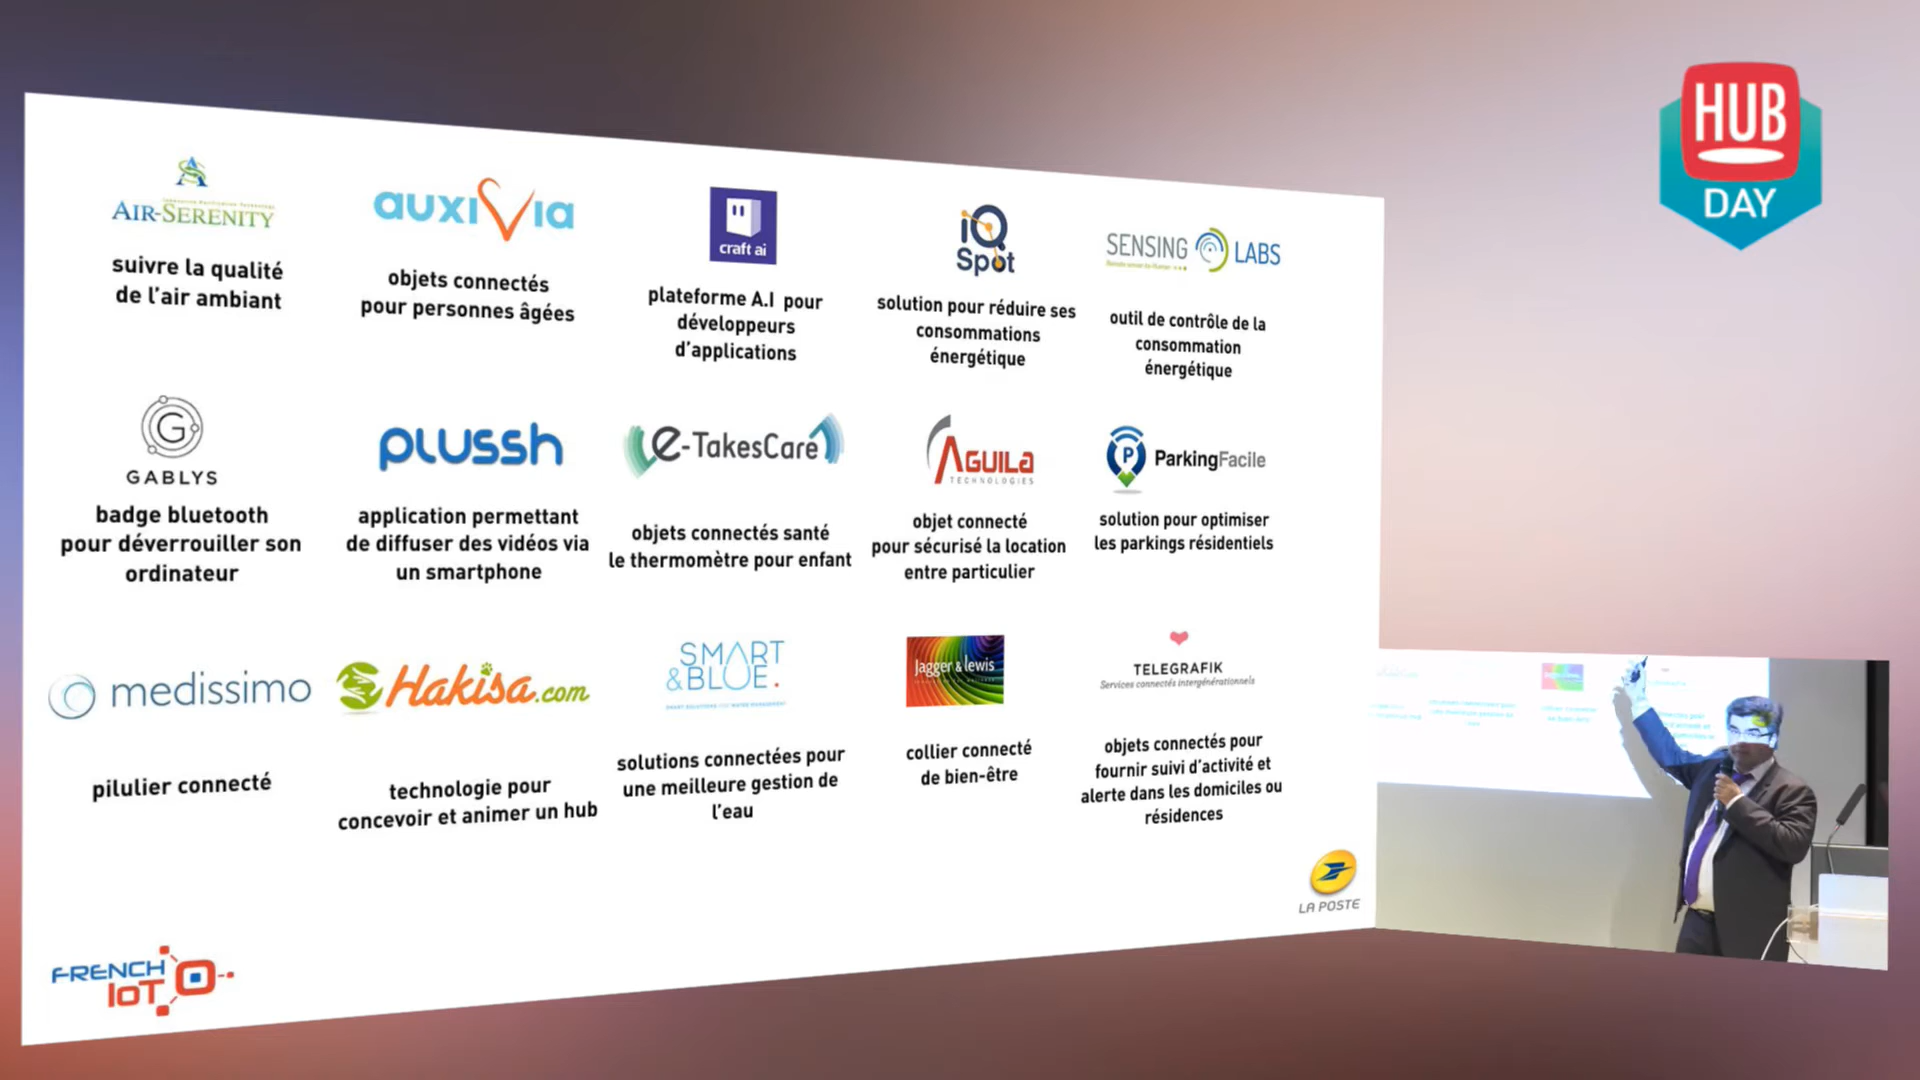 HUB
DAY
AIR-SERENITY
suivre la qualité
de l'air ambiant
auxivia
objets connectés
pour personnes âgées
craft ai
plateforme A.I pour
développeurs
d'applications
iQ
Spot
solution pour réduire ses
consommations
énergétique
SENSING LABS
outil de contrôle de la
consommation
énergétique
G
GABLYS
badge bluetooth
pour déverrouiller son
ordinateur
plussh
application permettant
de diffuser des vidéos via
un smartphone
e-TakesCare
objets connectés santé
le thermomètre pour enfant
AGUILA
TECHNOLOGIES
objet connecté
pour sécurisé la location
entre particulier
P
ParkingFacile
solution pour optimiser
les parkings résidentiels
medissimo
pilulier connecté
Hakisa.com
technologie pour
concevoir et animer un hub
SMART
&BLUE.
SMART SOLUTIONS FOR WATER MANAGEMENT
solutions connectées pour
une meilleure gestion de
l'eau
Jagger & lewis
collier connecté
de bien-être
TELEGRAFIK
Services connectés intergénérationnels
objets connectés pour
fournir suivi d'activité et
alerte dans les domiciles ou
résidences
LA POSTE
FRENCH
IoT